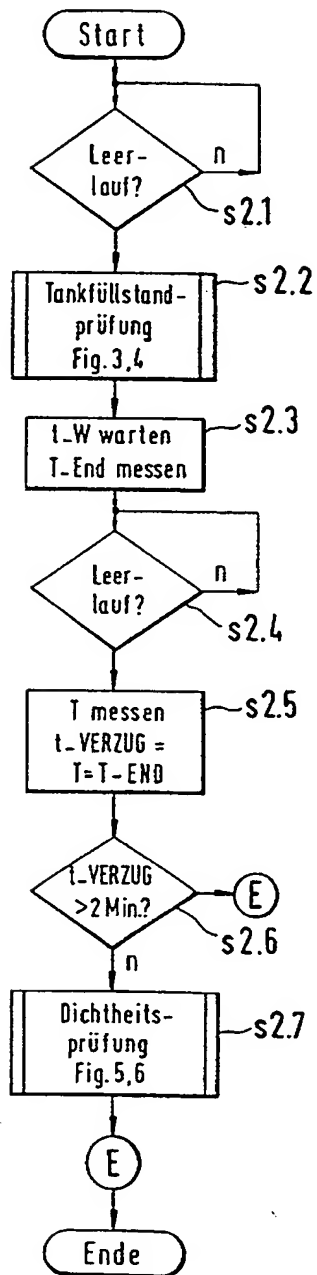 Start
Leer-
lauf?
n
s2.1
Tankfüllstand-
prüfung
Fig. 3,4
s2.2
t_W warten
T_End messen
s2.3
Leer-
lauf?
n
s2.4
T messen
t_VERZUG =
T=T-END
s2.5
t_VERZUG
>2 Min.?
E
s2.6
n
Dichtheits-
prüfung
Fig. 5,6
s2.7
E
Ende